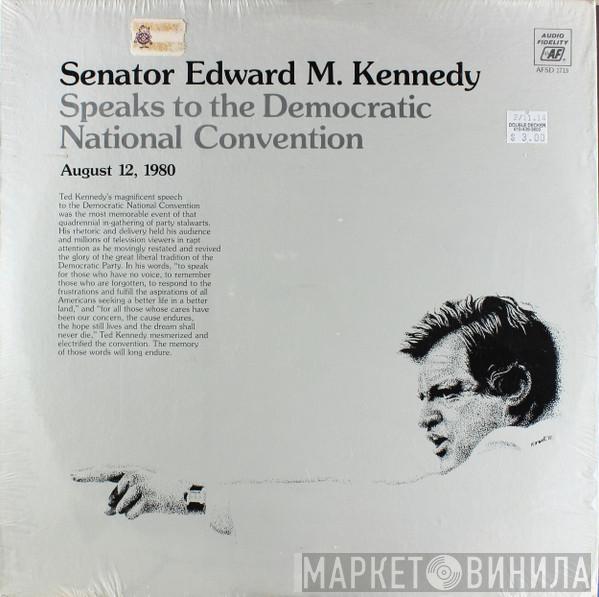 AUDIO
FIDELITY
AF
AFSD 1715
Senator Edward M. Kennedy
Speaks to the Democratic
National Convention
August 12, 1980
2/11.14
DOUBLE DECKER
$ 3.00
Ted Kennedy's magnificent speech
to the Democratic National Convention
was the most memorable event of that
quadrennial in-gathering of party stalwarts.
His rhetoric and delivery held his audience
and millions of television viewers in rapt
attention as he movingly restated and revived
the glory of the great liberal tradition of the
Democratic Party. In his words, "to speak
for those who have no voice, to remember
those who are forgotten, to respond to the
frustrations and fulfill the aspirations of all
Americans seeking a better life in a better
land," and "for all those whose cares have
been our concern, the cause endures,
the hope still lives and the dream shall
never die," Ted Kennedy mesmerized and
electrified the convention. The memory
of those words will long endure.
МАРКЕТ ВИНИЛА